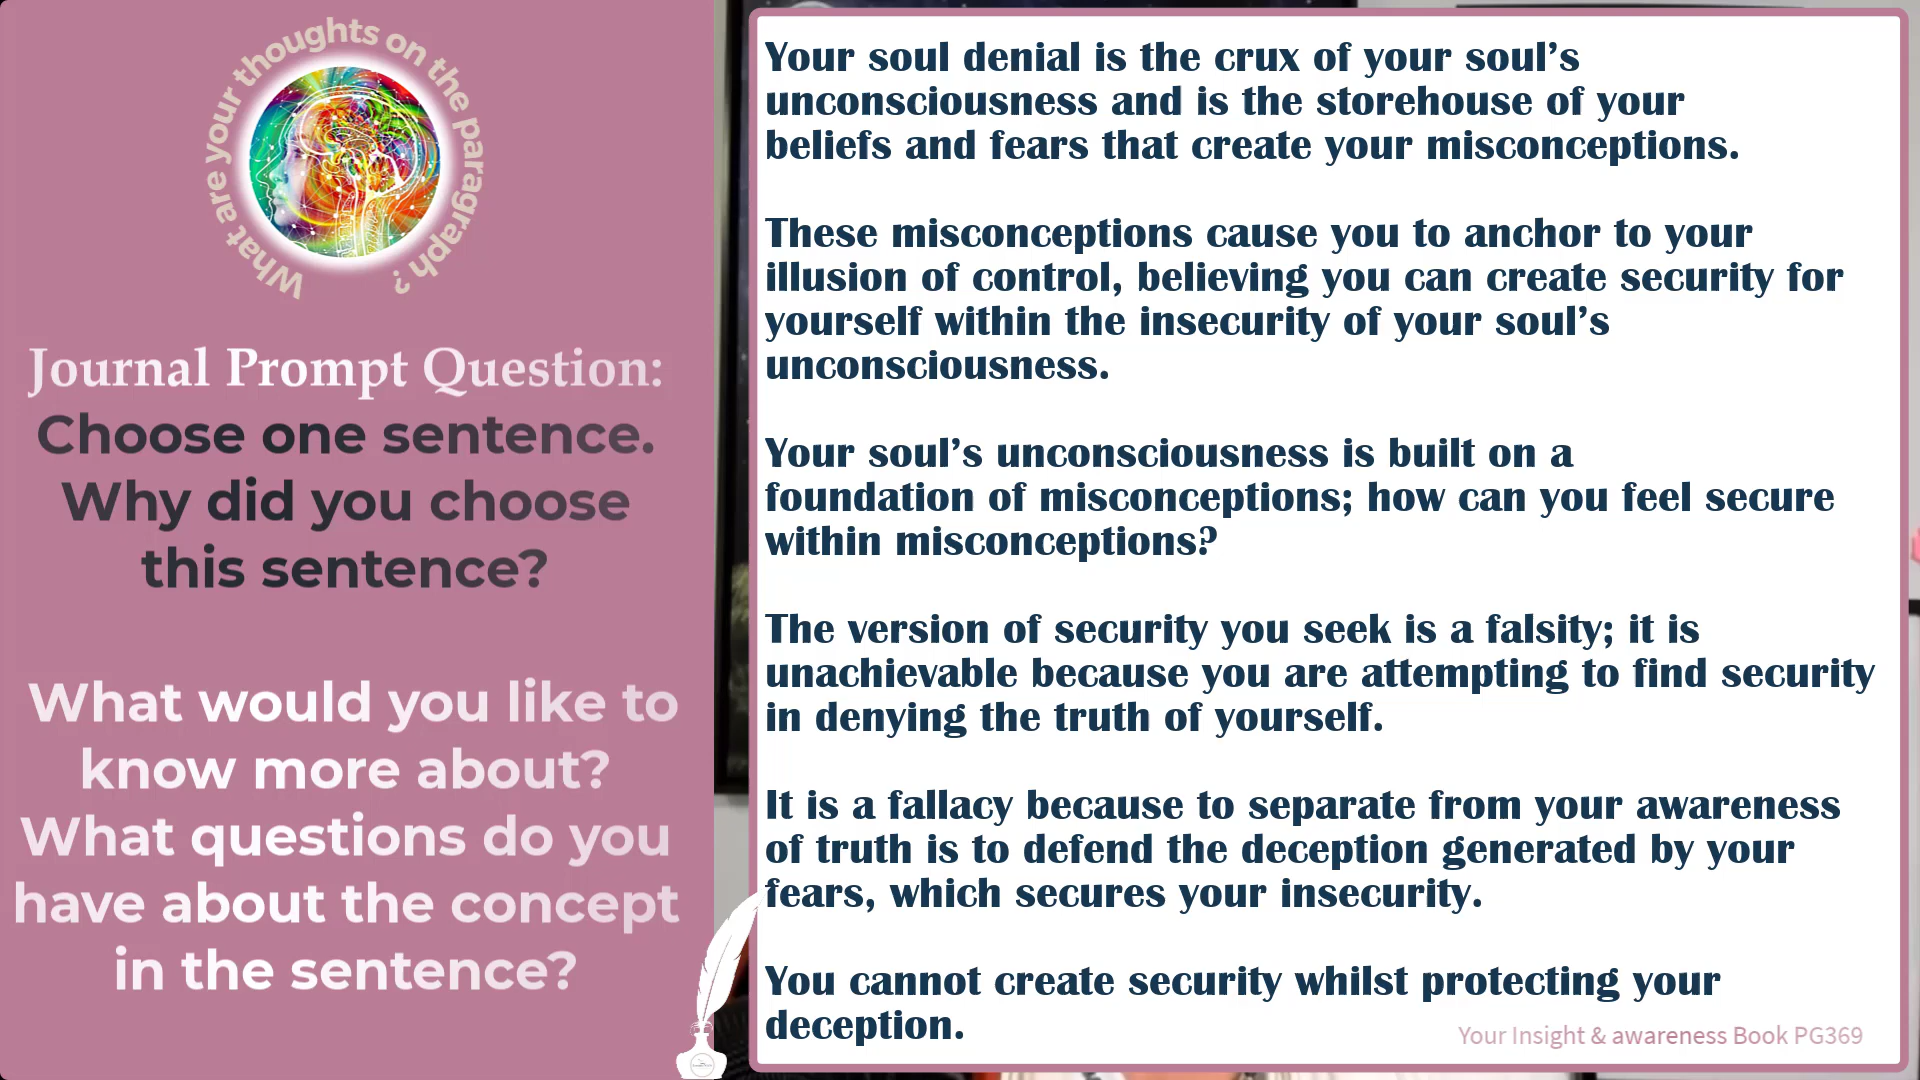 What are your thoughts on the paragraph?
Journal Prompt Question:
Choose one sentence.
Why did you choose
this sentence?
What would you like to
know more about?
What questions do you
have about the concept
in the sentence?
Your soul denial is the crux of your soul’s
unconsciousness and is the storehouse of your
beliefs and fears that create your misconceptions.
These misconceptions cause you to anchor to your
illusion of control, believing you can create security for
yourself within the insecurity of your soul’s
unconsciousness.
Your soul’s unconsciousness is built on a
foundation of misconceptions; how can you feel secure
within misconceptions?
The version of security you seek is a falsity; it is
unachievable because you are attempting to find security
in denying the truth of yourself.
It is a fallacy because to separate from your awareness
of truth is to defend the deception generated by your
fears, which secures your insecurity.
You cannot create security whilst protecting your
deception.
Your Insight & awareness Book PG369